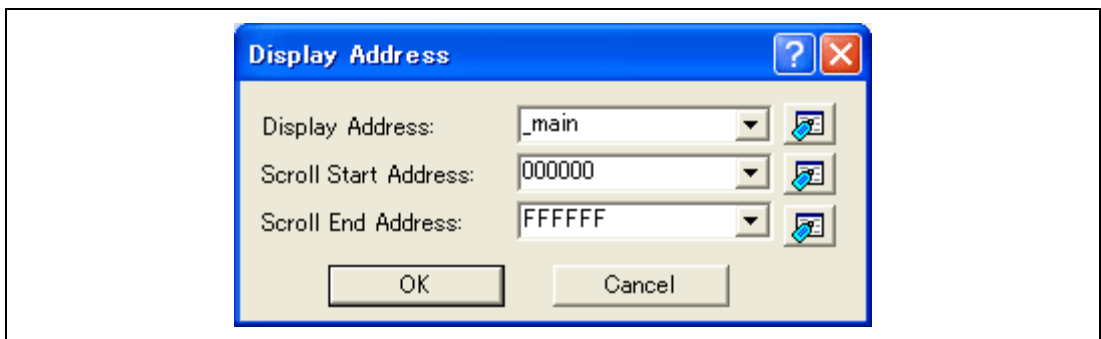 Display Address
Display Address: _main
Scroll Start Address: 000000
Scroll End Address: FFFFFF
OK Cancel